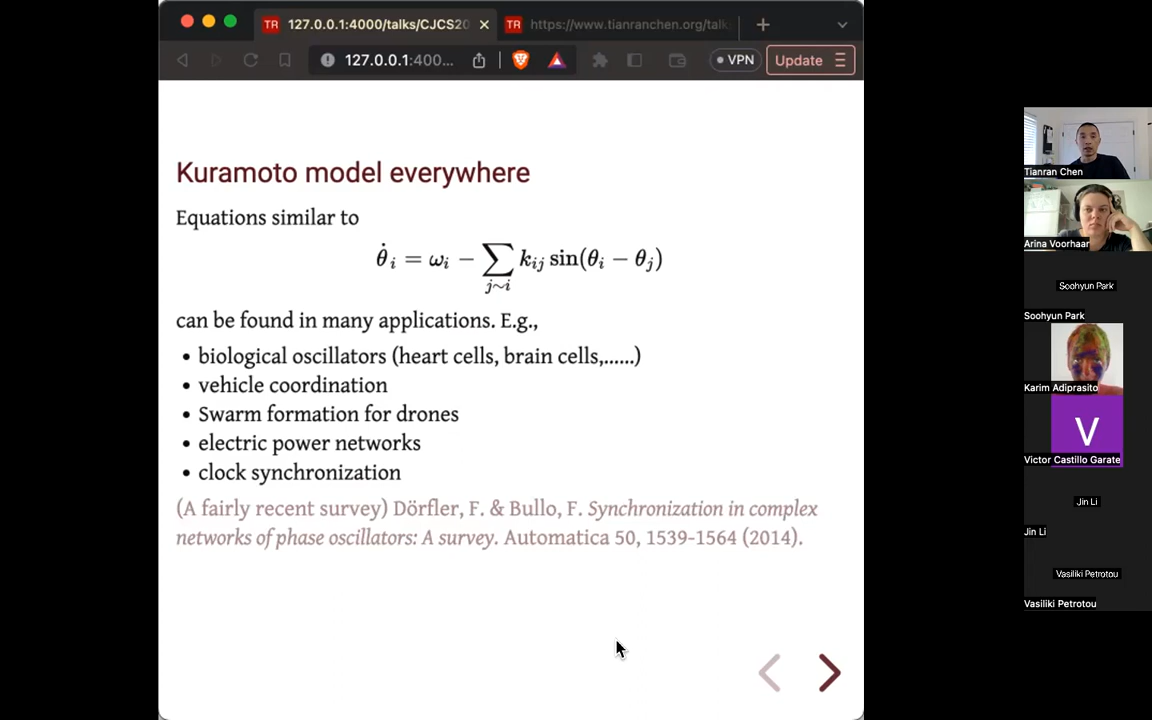 TR 127.0.0.1:4000/talks/CJCS20 ×
TR https://www.tianranchen.org/talk
127.0.0.1:400...
VPN
Update
Kuramoto model everywhere
Equations similar to
θ̇ᵢ = ωᵢ − ∑ kᵢⱼ sin(θᵢ − θⱼ)
j∼i
can be found in many applications. E.g.,
• biological oscillators (heart cells, brain cells,......)
• vehicle coordination
• Swarm formation for drones
• electric power networks
• clock synchronization
(A fairly recent survey) Dörfler, F. & Bullo, F. Synchronization in complex
networks of phase oscillators: A survey. Automatica 50, 1539-1564 (2014).
Tianran Chen
Arina Voorhaar
Soohyun Park
Soohyun Park
Karim Adiprasito
V
Victor Castillo Garate
Jin Li
Jin Li
Vasiliki Petrotou
Vasiliki Petrotou